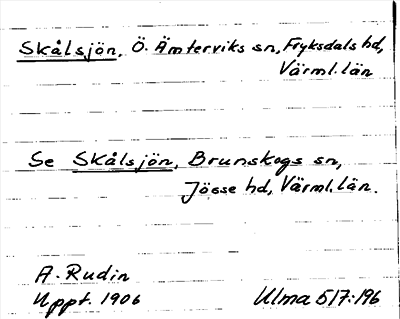 Skålsjön, Ö. Ämterviks sn, Fryksdals hd,
Värml. län
Se Skålsjön, Brunskogs sn,
Jösse hd, Värml. län.
A. Rudin
Uppt. 1906 Ulma 517:196